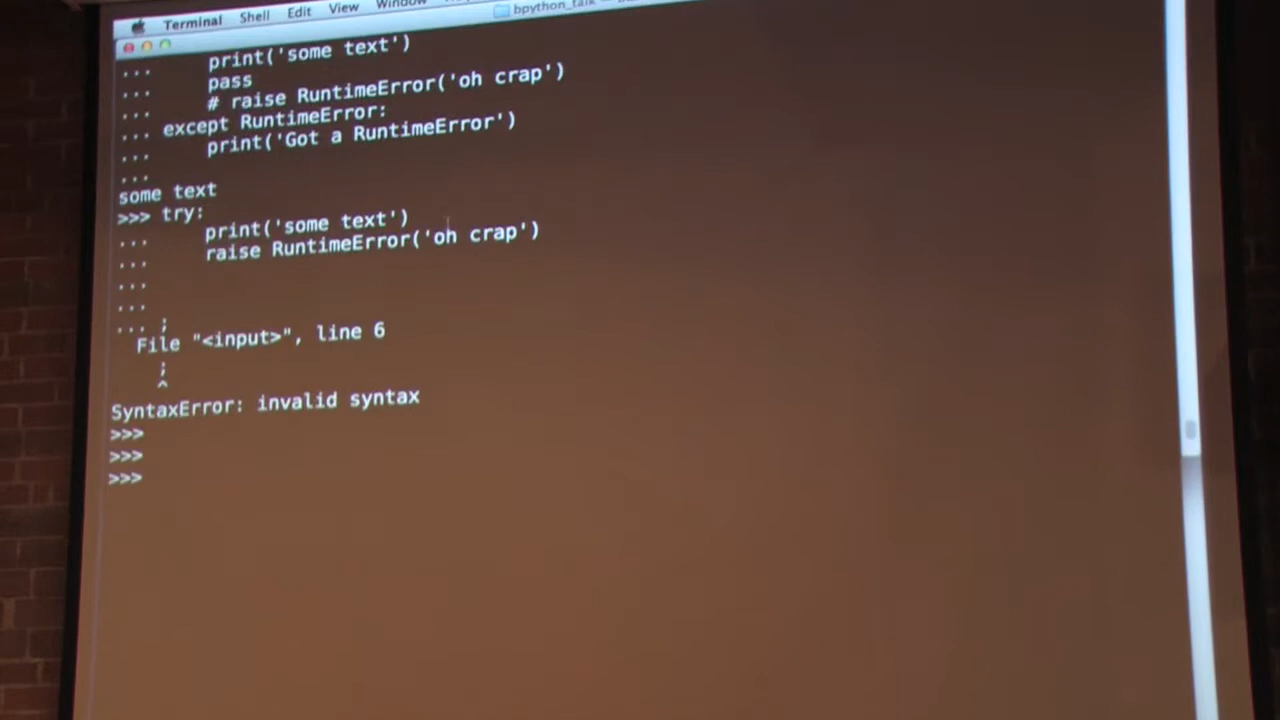 Terminal Shell Edit View Window
bpython_talk
... print('some text')
... pass
... # raise RuntimeError('oh crap')
... except RuntimeError:
... print('Got a RuntimeError')
...
some text
>>> try:
... print('some text')
... raise RuntimeError('oh crap')
...
...
... ;
File "<input>", line 6
;
^
SyntaxError: invalid syntax
>>>
>>>
>>>